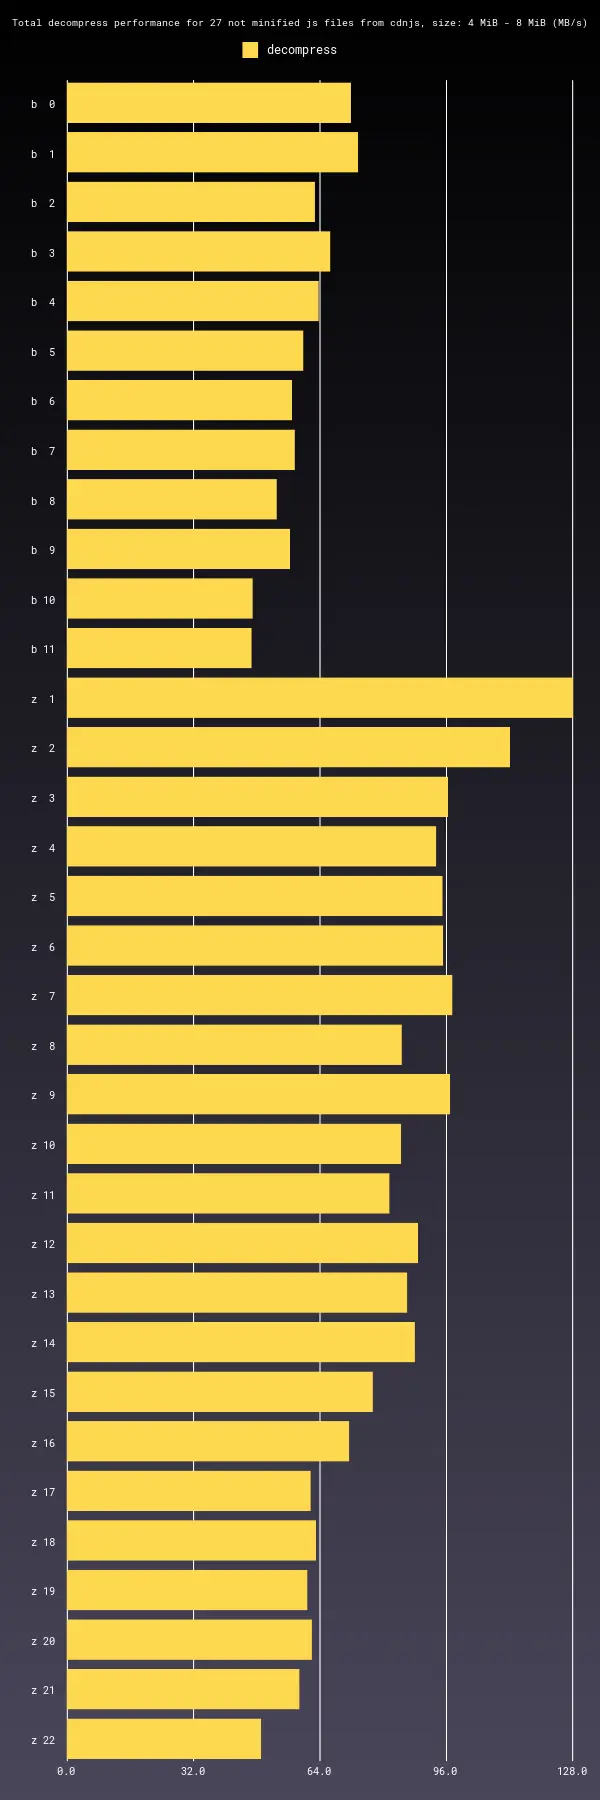 Total decompress performance for 27 not minified js files from cdnjs, size: 4 MiB - 8 MiB (MB/s)
decompress
b 0
b 1
b 2
b 3
b 4
b 5
b 6
b 7
b 8
b 9
b 10
b 11
z 1
z 2
z 3
z 4
z 5
z 6
z 7
z 8
z 9
z 10
z 11
z 12
z 13
z 14
z 15
z 16
z 17
z 18
z 19
z 20
z 21
z 22
0.0 32.0 64.0 96.0 128.0